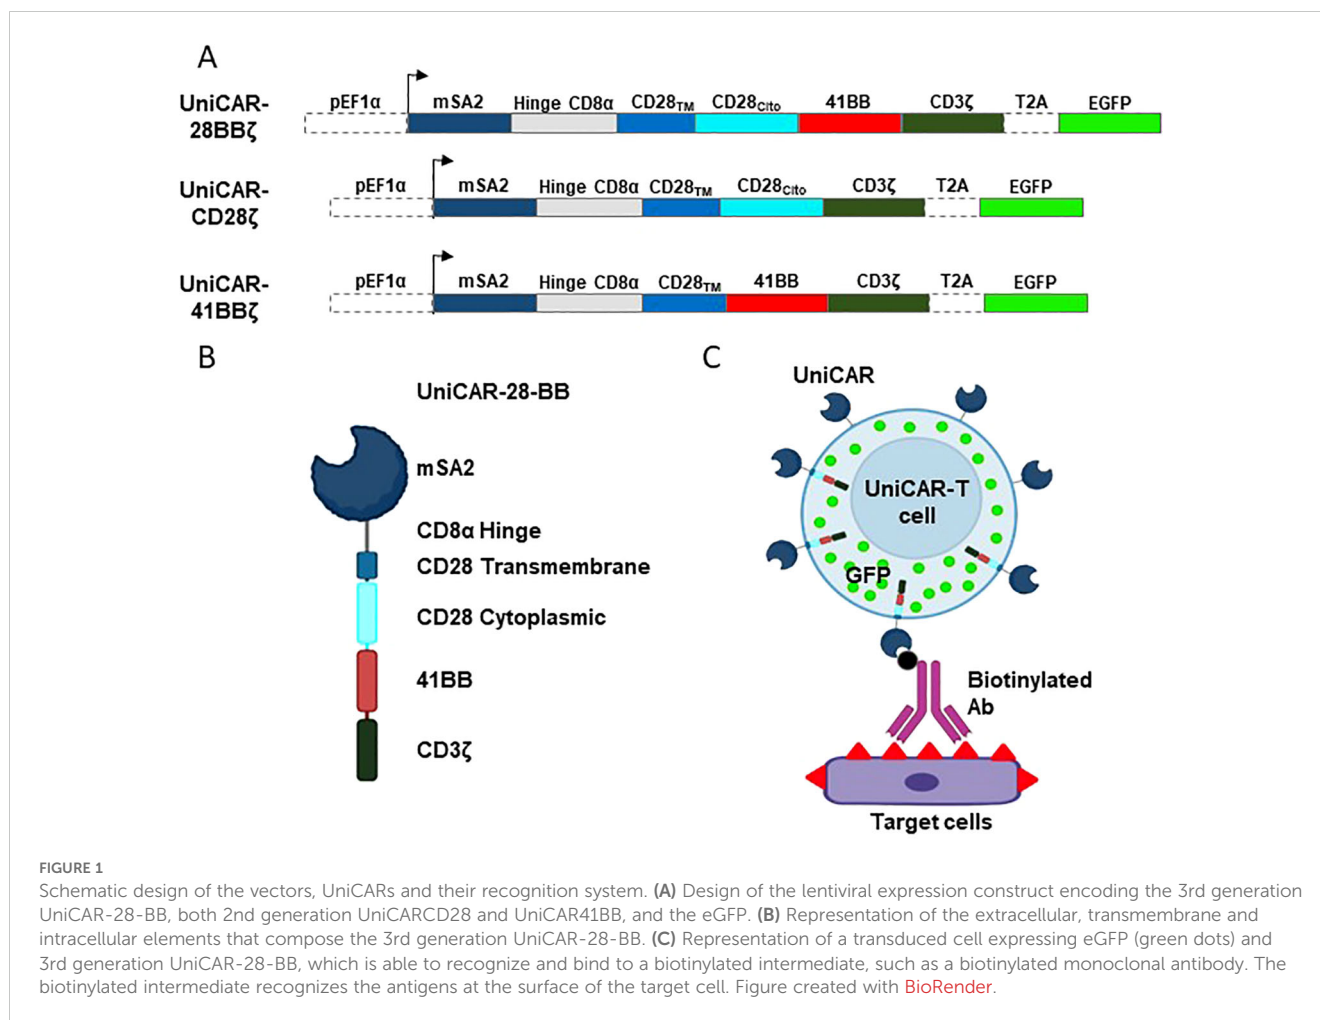 A
UniCAR-
28BBζ
pEF1α mSA2 Hinge CD8α CD28TM CD28Cito 41BB CD3ζ T2A EGFP
UniCAR-
CD28ζ
pEF1α mSA2 Hinge CD8α CD28TM CD28Cito CD3ζ T2A EGFP
UniCAR-
41BBζ
pEF1α mSA2 Hinge CD8α CD28TM 41BB CD3ζ T2A EGFP
B
UniCAR-28-BB
mSA2
CD8α Hinge
CD28 Transmembrane
CD28 Cytoplasmic
41BB
CD3ζ
C
UniCAR
UniCAR-T
cell
GFP
Biotinylated
Ab
Target cells
FIGURE 1
Schematic design of the vectors, UniCARs and their recognition system. (A) Design of the lentiviral expression construct encoding the 3rd generation
UniCAR-28-BB, both 2nd generation UniCARCD28 and UniCAR41BB, and the eGFP. (B) Representation of the extracellular, transmembrane and
intracellular elements that compose the 3rd generation UniCAR-28-BB. (C) Representation of a transduced cell expressing eGFP (green dots) and
3rd generation UniCAR-28-BB, which is able to recognize and bind to a biotinylated intermediate, such as a biotinylated monoclonal antibody. The
biotinylated intermediate recognizes the antigens at the surface of the target cell. Figure created with BioRender.